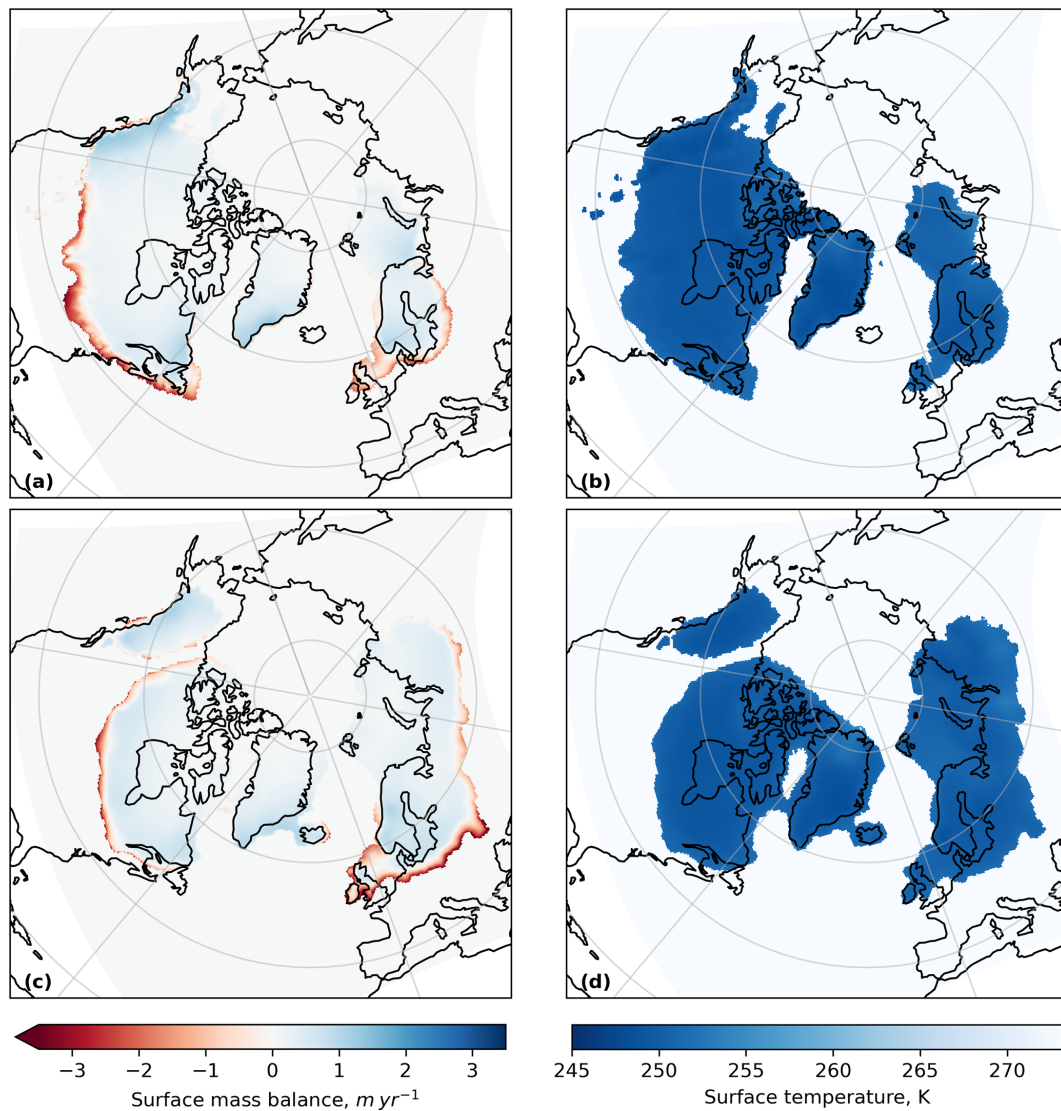 (a)
(b)
(c)
(d)
−3 −2 −1 0 1 2 3
Surface mass balance, m yr⁻¹
245 250 255 260 265 270
Surface temperature, K